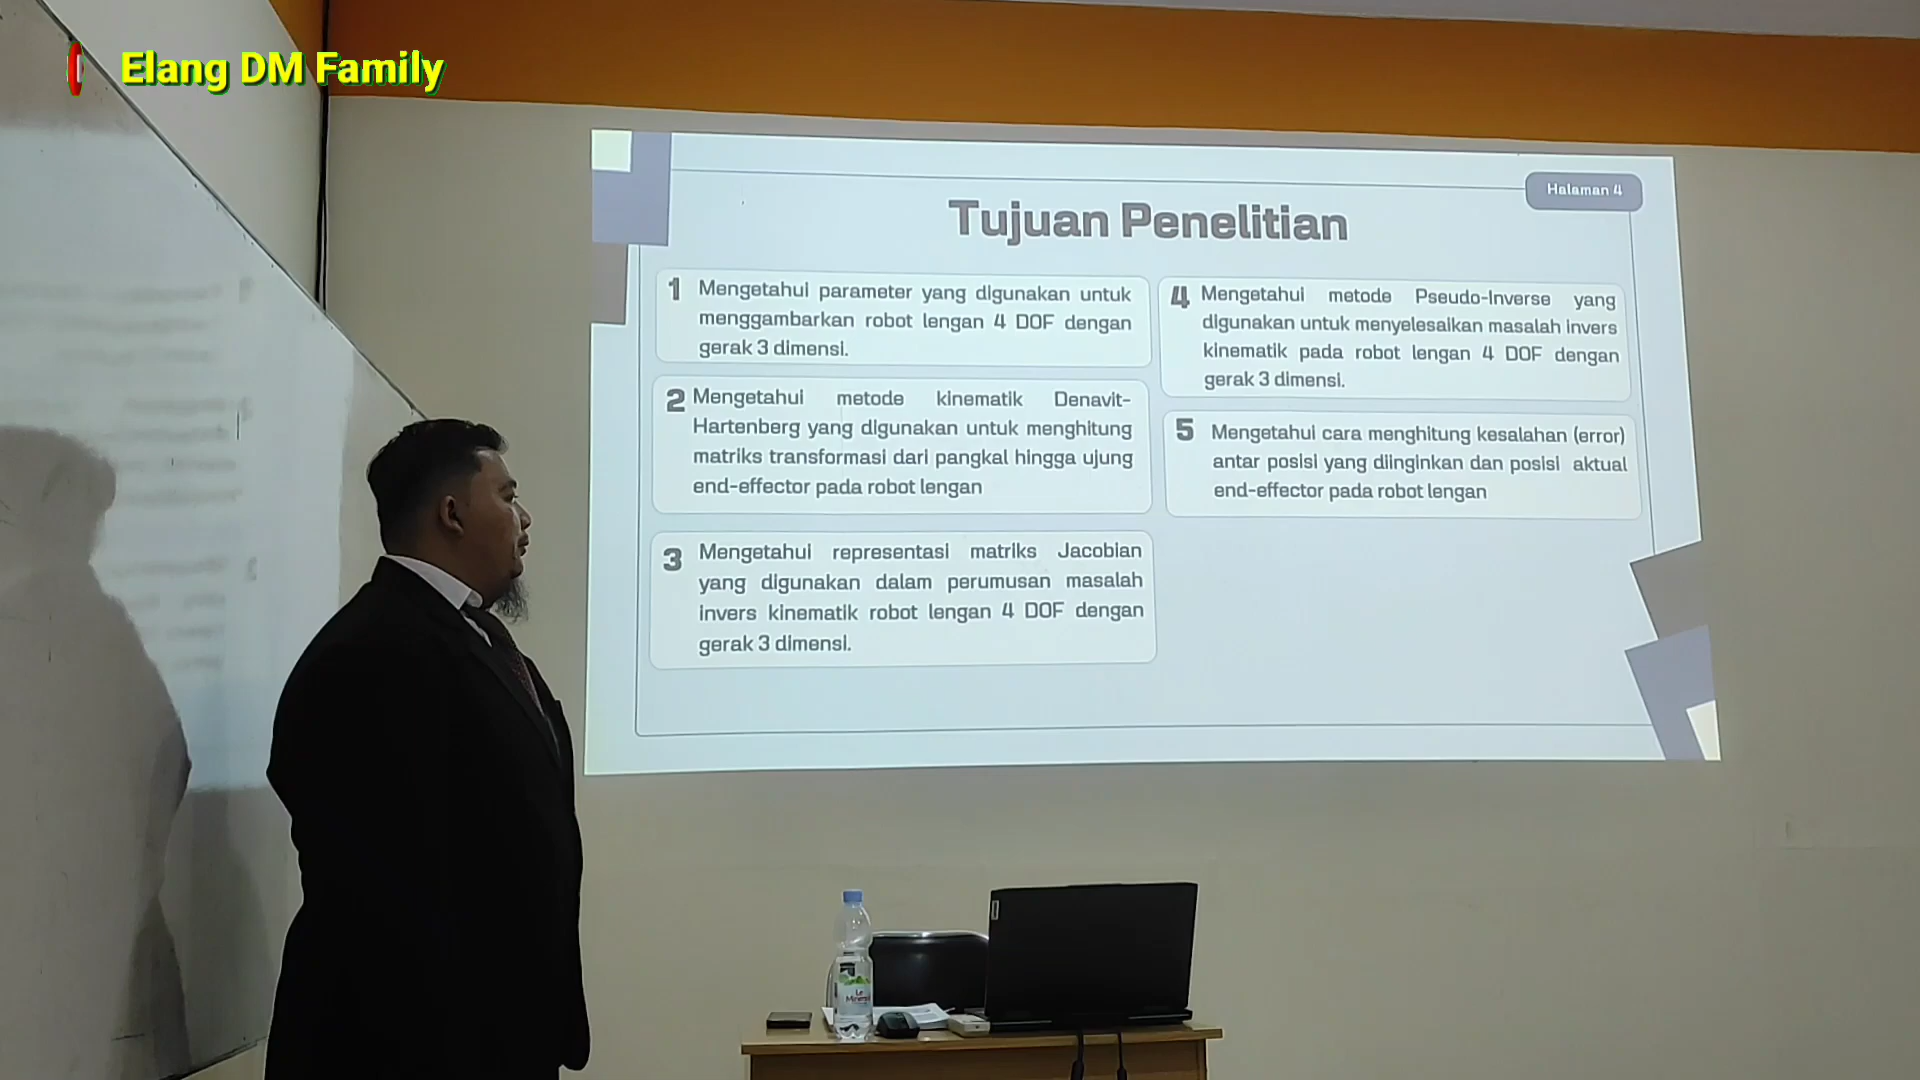 Elang DM Family
Halaman 4
Tujuan Penelitian
1
Mengetahui parameter yang digunakan untuk
menggambarkan robot lengan 4 DOF dengan
gerak 3 dimensi.
2
Mengetahui metode kinematik Denavit-
Hartenberg yang digunakan untuk menghitung
matriks transformasi dari pangkal hingga ujung
end-effector pada robot lengan
3
Mengetahui representasi matriks Jacobian
yang digunakan dalam perumusan masalah
invers kinematik robot lengan 4 DOF dengan
gerak 3 dimensi.
4
Mengetahui metode Pseudo-Inverse yang
digunakan untuk menyelesaikan masalah invers
kinematik pada robot lengan 4 DOF dengan
gerak 3 dimensi.
5
Mengetahui cara menghitung kesalahan (error)
antar posisi yang diinginkan dan posisi aktual
end-effector pada robot lengan
Le
Minerale